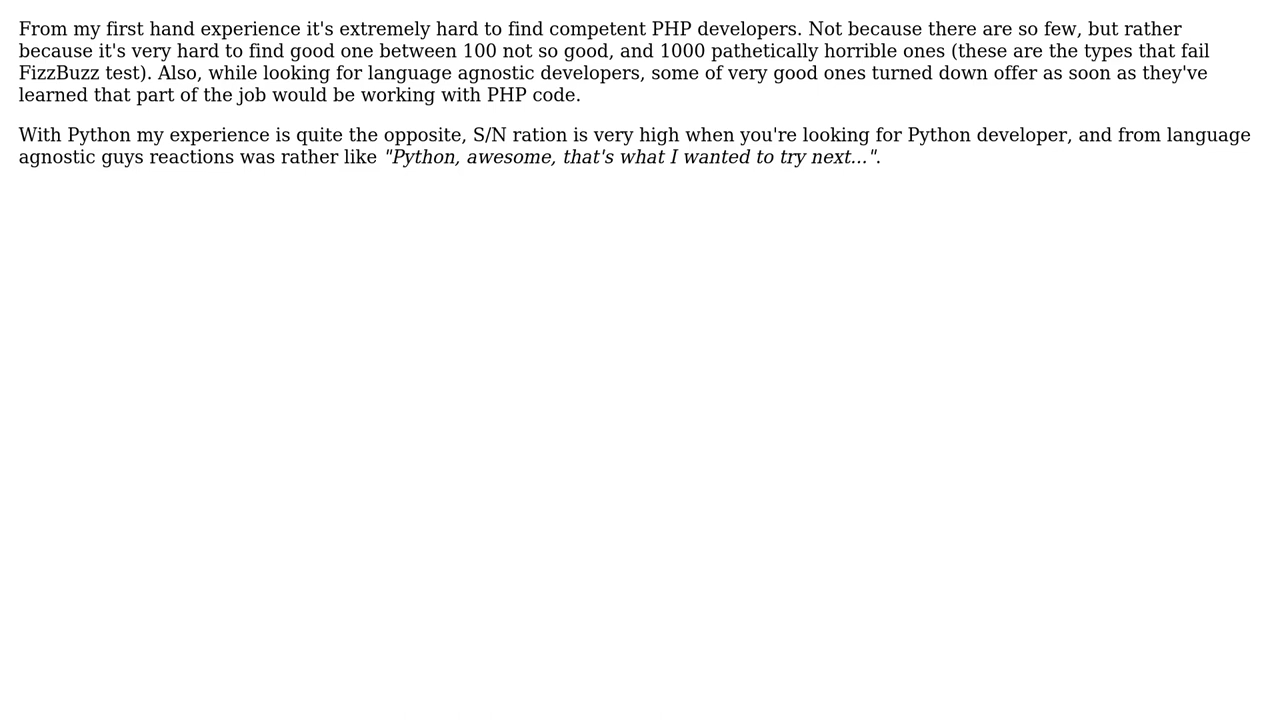 From my first hand experience it's extremely hard to find competent PHP developers. Not because there are so few, but rather
because it's very hard to find good one between 100 not so good, and 1000 pathetically horrible ones (these are the types that fail
FizzBuzz test). Also, while looking for language agnostic developers, some of very good ones turned down offer as soon as they've
learned that part of the job would be working with PHP code.
With Python my experience is quite the opposite, S/N ration is very high when you're looking for Python developer, and from language
agnostic guys reactions was rather like "Python, awesome, that's what I wanted to try next...".